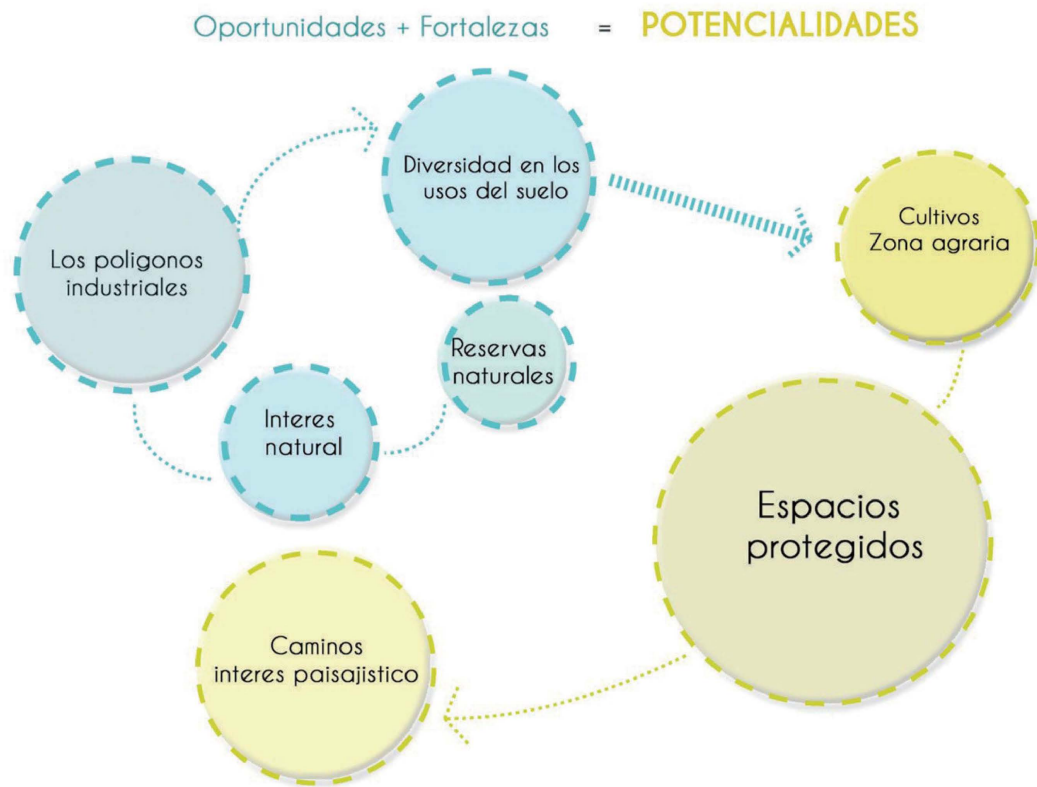 Oportunidades + Fortalezas = POTENCIALIDADES
Diversidad en los
usos del suelo
Cultivos
Zona agraria
Los poligonos
industriales
Reservas
naturales
Interes
natural
Espacios
protegidos
Caminos
interes paisajistico